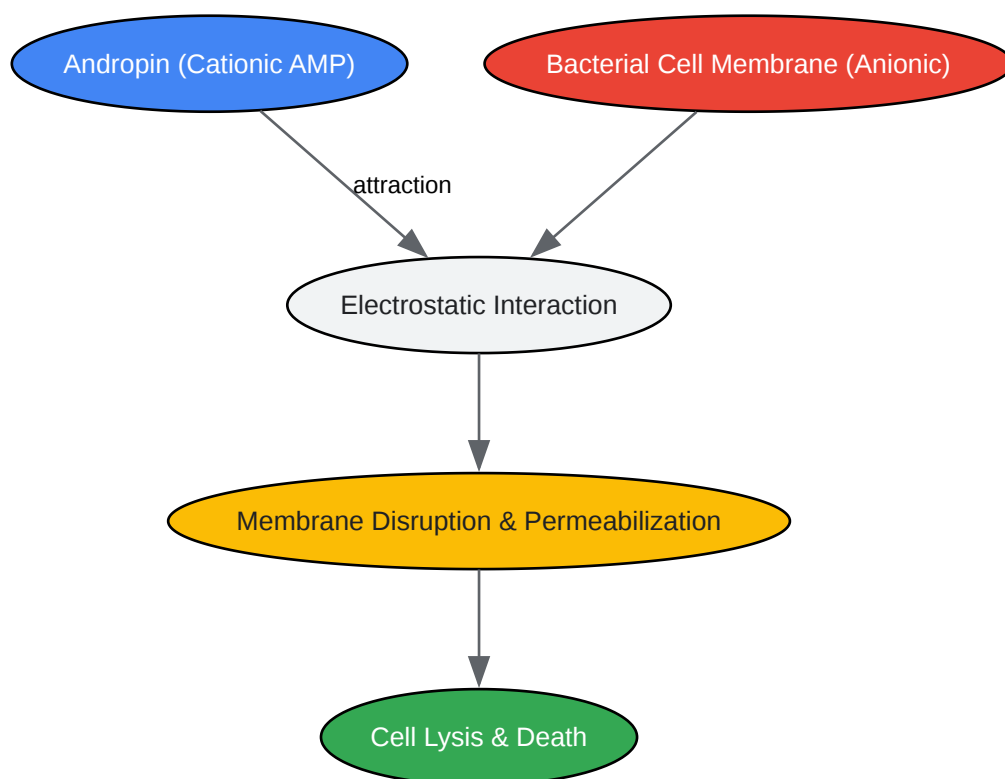 Andropin (Cationic AMP)
Bacterial Cell Membrane (Anionic)
attraction
Electrostatic Interaction
Membrane Disruption & Permeabilization
Cell Lysis & Death